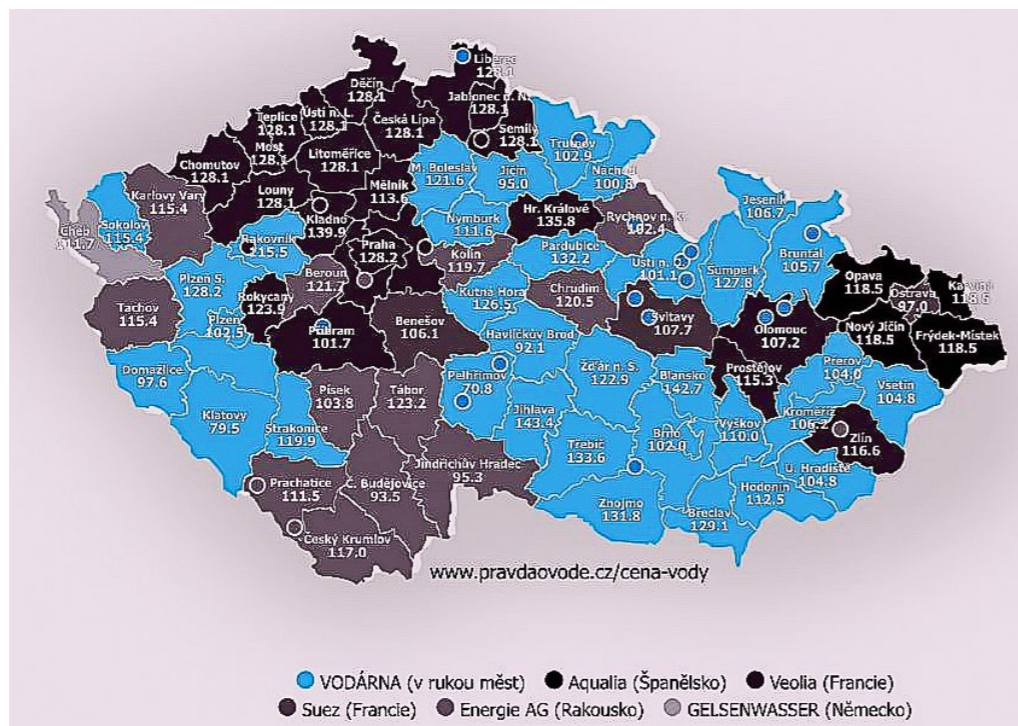 Liberec
128.1
Děčín
128.1
Jablonec n. N.
128.1
Teplice
128.1
Ústí n. L.
128.1
Česká Lípa
128.1
Semily
128.1
Most
128.1
Trutnov
102.9
Chomutov
128.1
Litoměřice
128.1
M. Boleslav
121.6
Jičín
95.0
Náchod
100.8
Karlovy Vary
115.4
Louny
128.1
Mělník
113.6
Jeseník
106.7
Cheb
111.7
Sokolov
115.4
Kladno
139.9
Nymburk
111.6
Hr. Králové
135.8
Rychnov n. K.
102.4
Rakovník
Praha
128.2
Kolín
119.7
Pardubice
132.2
Ústí n. O.
101.1
Šumperk
127.8
Bruntál
105.7
Plzeň S.
128.2
Beroun
Opava
118.5
Karviná
118.5
Ostrava
97.0
Tachov
115.4
Rokycany
123.9
Kutná Hora
126.5
Chrudim
120.5
Plzeň
102.5
Příbram
101.7
Benešov
106.1
Svitavy
107.7
Olomouc
107.2
Nový Jičín
118.5
Frýdek-Místek
118.5
Havlíčkův Brod
92.1
Domažlice
97.6
Pelhřimov
70.8
Žďár n. S.
122.9
Blansko
142.7
Prostějov
115.3
Přerov
104.0
Vsetín
104.8
Písek
103.8
Tábor
123.2
Klatovy
79.5
Jihlava
143.4
Kroměříž
106.2
Strakonice
119.9
Třebíč
133.6
Brno
102.0
Vyškov
110.0
Zlín
116.6
Jindřichův Hradec
95.3
U. Hradiště
104.8
Prachatice
111.5
Č. Budějovice
93.5
Hodonín
112.5
Znojmo
131.8
Břeclav
129.1
Český Krumlov
117.0
www.pravdaovode.cz/cena-vody
VODÁRNA (v rukou měst) Aqualia (Španělsko) Veolia (Francie)
Suez (Francie) Energie AG (Rakousko) GELSENWASSER (Německo)